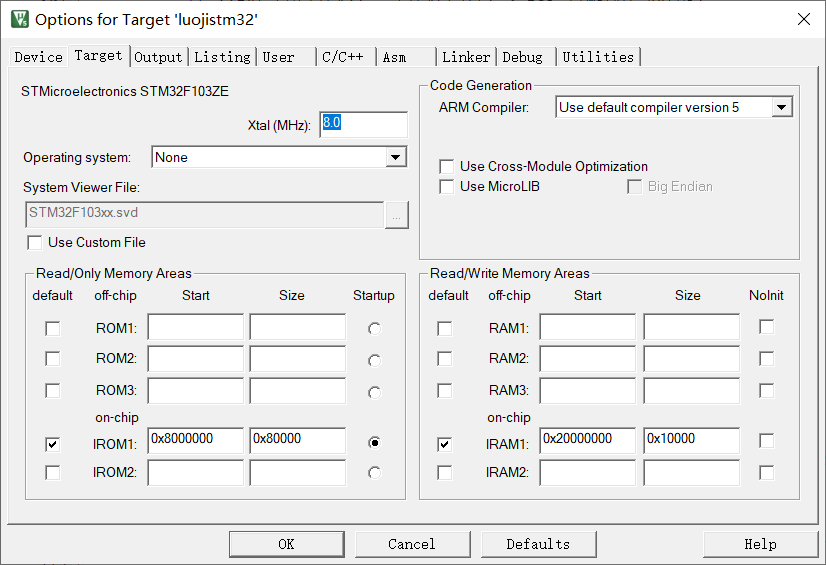 Options for Target 'luojistm32'
Device Target Output Listing User C/C++ Asm Linker Debug Utilities
STMicroelectronics STM32F103ZE
Xtal (MHz): 8.0
Operating system: None
System Viewer File:
STM32F103xx.svd ...
Use Custom File
Code Generation
ARM Compiler: Use default compiler version 5
Use Cross-Module Optimization
Use MicroLIB Big Endian
Read/Only Memory Areas
default off-chip Start Size Startup
ROM1:
ROM2:
ROM3:
on-chip
IROM1: 0x8000000 0x80000
IROM2:
Read/Write Memory Areas
default off-chip Start Size NoInit
RAM1:
RAM2:
RAM3:
on-chip
IRAM1: 0x20000000 0x10000
IRAM2:
OK Cancel Defaults Help